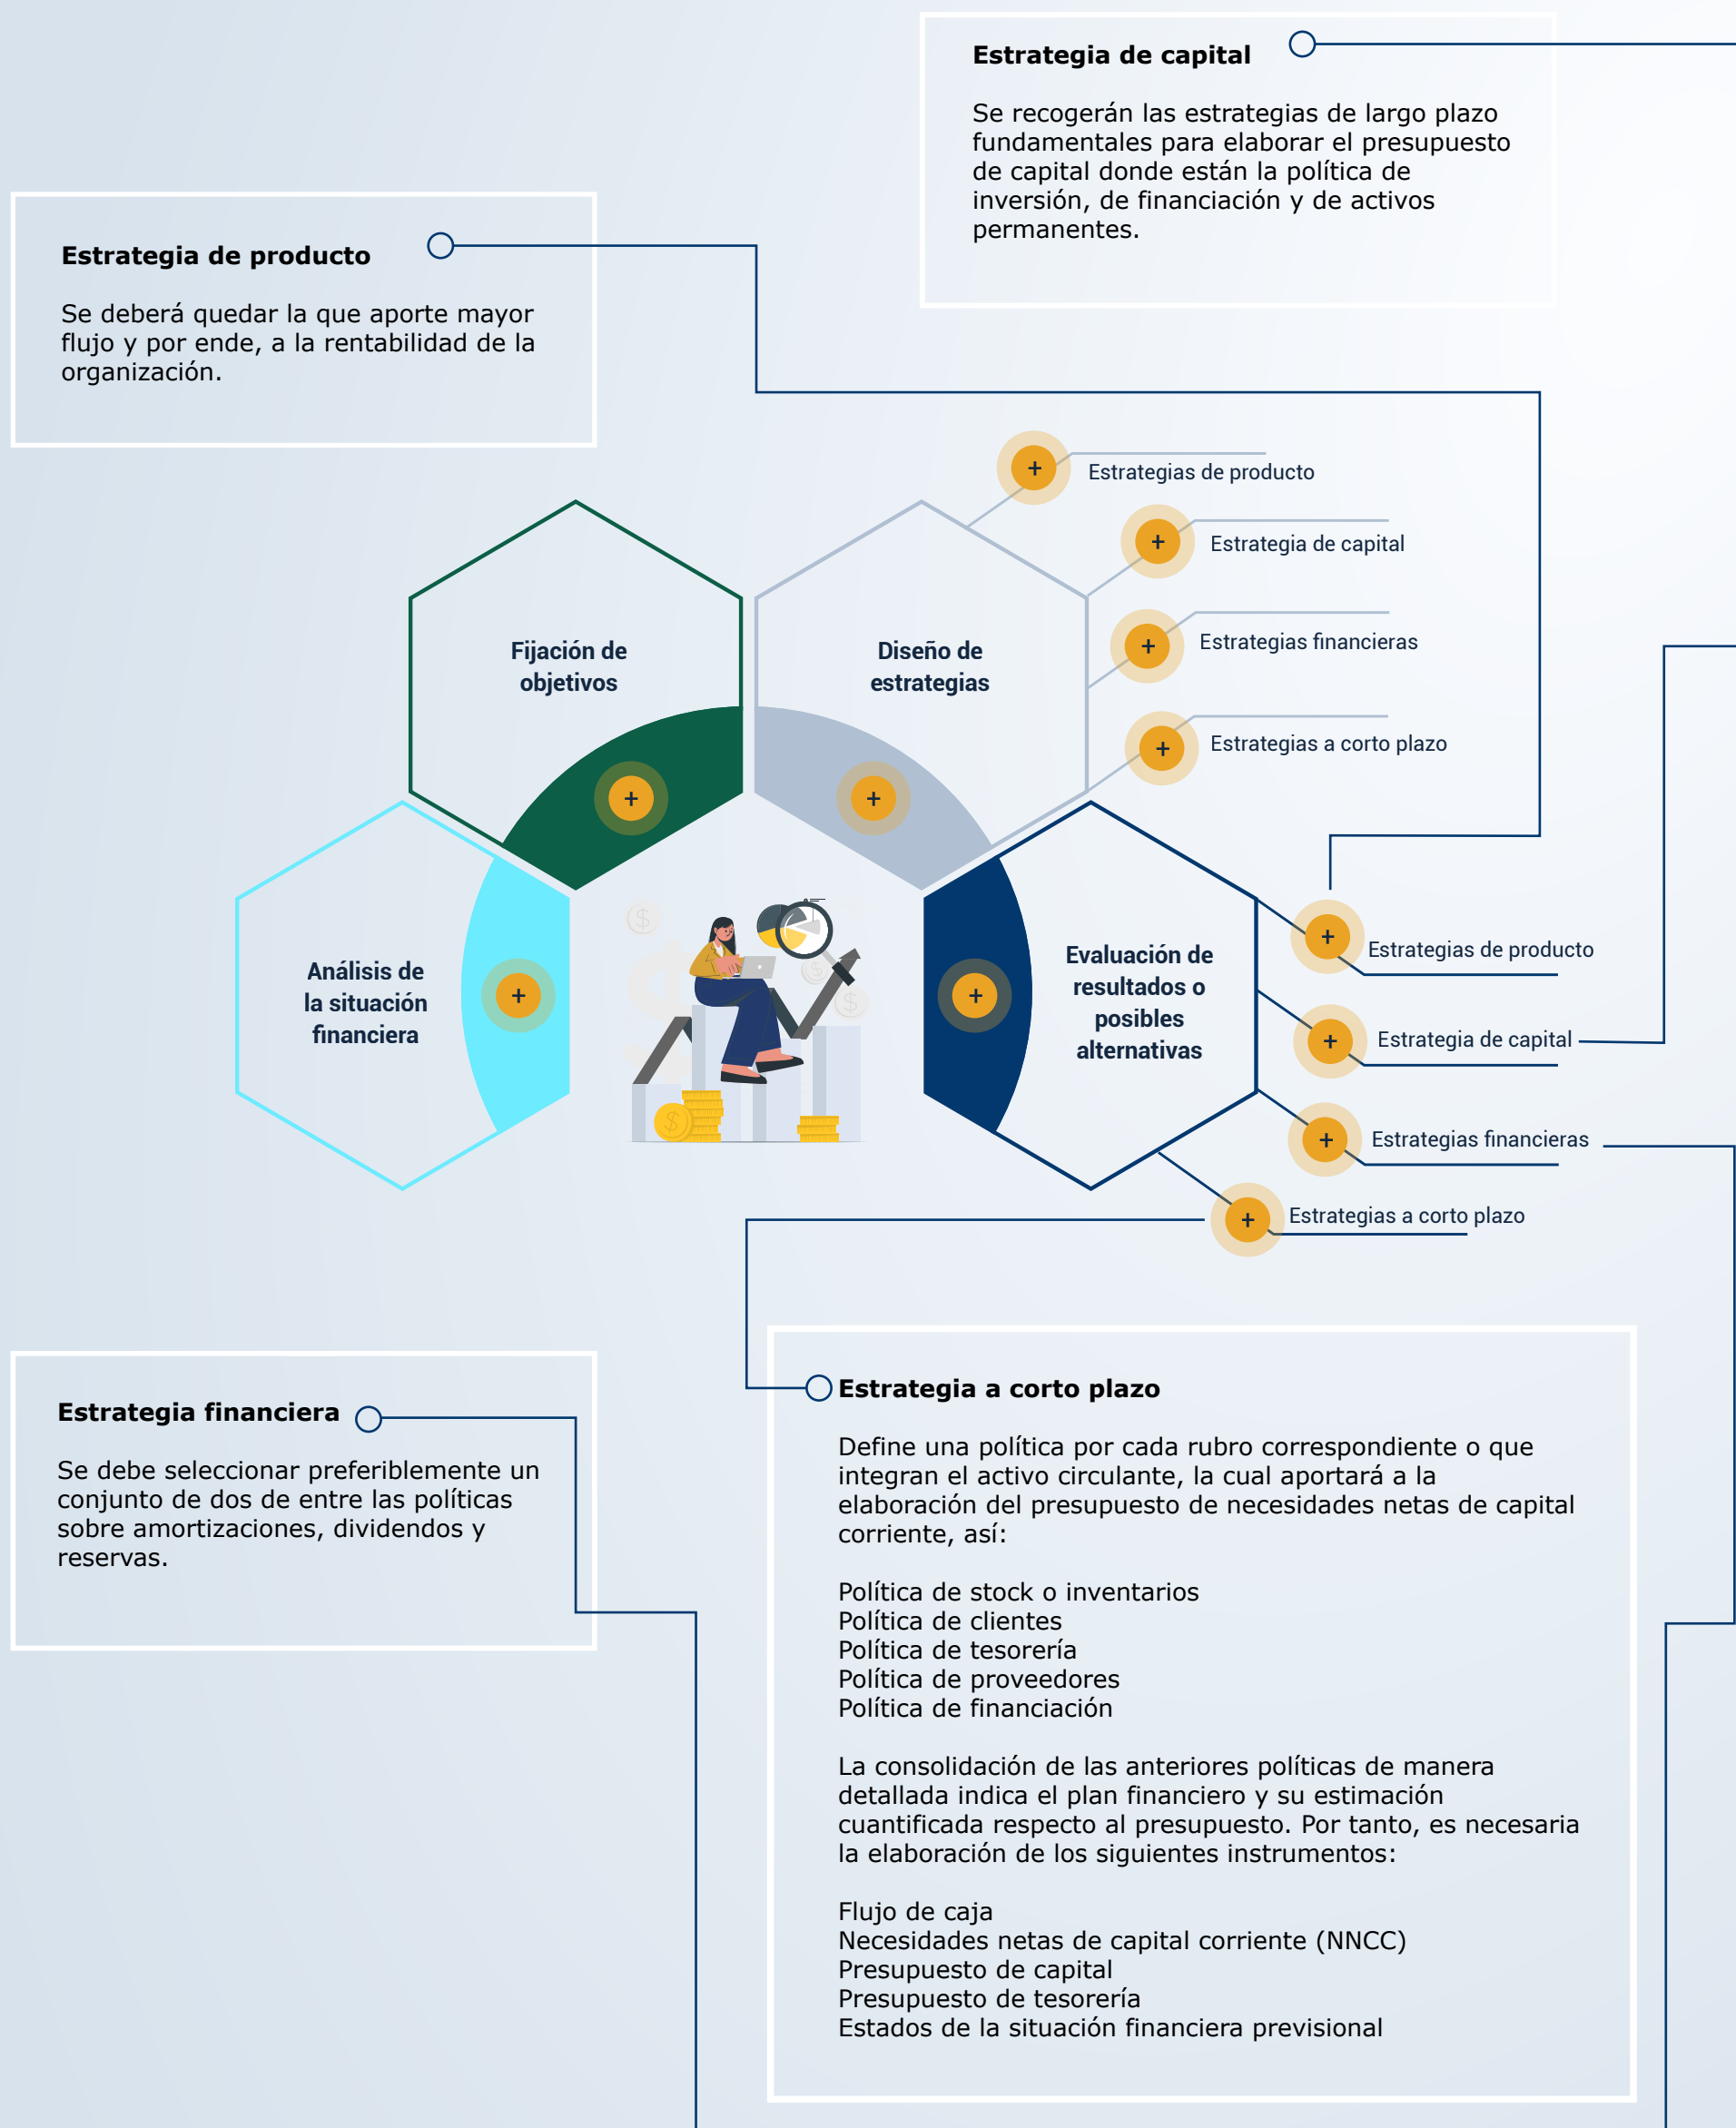 Estrategia de capital
Se recogerán las estrategias de largo plazo
fundamentales para elaborar el presupuesto
de capital donde están la política de
inversión, de financiación y de activos
permanentes.
Estrategia de producto
Se deberá quedar la que aporte mayor
flujo y por ende, a la rentabilidad de la
organización.
Estrategias de producto
Estrategia de capital
Estrategias financieras
Estrategias a corto plazo
Fijación de
objetivos
Diseño de
estrategias
Análisis de
la situación
financiera
Evaluación de
resultados o
posibles
alternativas
Estrategias de producto
Estrategia de capital
Estrategias financieras
Estrategias a corto plazo
Estrategia financiera
Se debe seleccionar preferiblemente un
conjunto de dos de entre las políticas
sobre amortizaciones, dividendos y
reservas.
Estrategia a corto plazo
Define una política por cada rubro correspondiente o que
integran el activo circulante, la cual aportará a la
elaboración del presupuesto de necesidades netas de capital
corriente, así:
Política de stock o inventarios
Política de clientes
Política de tesorería
Política de proveedores
Política de financiación
La consolidación de las anteriores políticas de manera
detallada indica el plan financiero y su estimación
cuantificada respecto al presupuesto. Por tanto, es necesaria
la elaboración de los siguientes instrumentos:
Flujo de caja
Necesidades netas de capital corriente (NNCC)
Presupuesto de capital
Presupuesto de tesorería
Estados de la situación financiera previsional